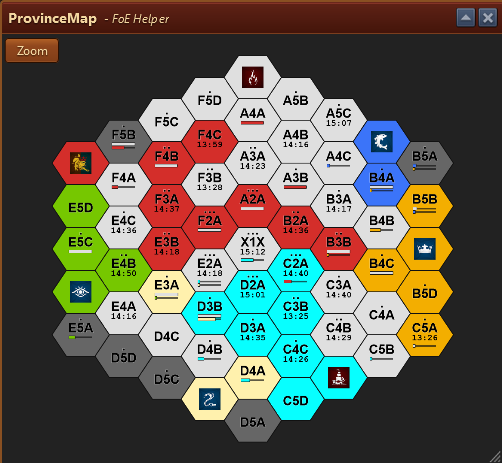 ProvinceMap - FoE Helper
Zoom
F5D
A5B
F5C
A4A
A5C
15:07
F5B
F4C
13:59
A4B
14:16
F4B
A3A
14:23
A4C
B5A
F4A
F3B
13:28
A3B
B4A
E5D
F3A
14:37
A2A
B3A
14:17
B5B
E4C
14:36
F2A
B2A
14:36
B4B
E5C
E3B
14:18
X1X
15:12
B3B
E4B
14:50
E2A
14:18
C2A
14:40
B4C
E3A
D2A
15:01
C3A
14:40
B5D
E4A
14:16
D3B
C3B
13:25
C4A
E5A
D4C
D3A
14:35
C4B
14:29
C5A
13:26
D5D
D4B
C4C
14:26
C5B
D5C
D4A
C5D
D5A